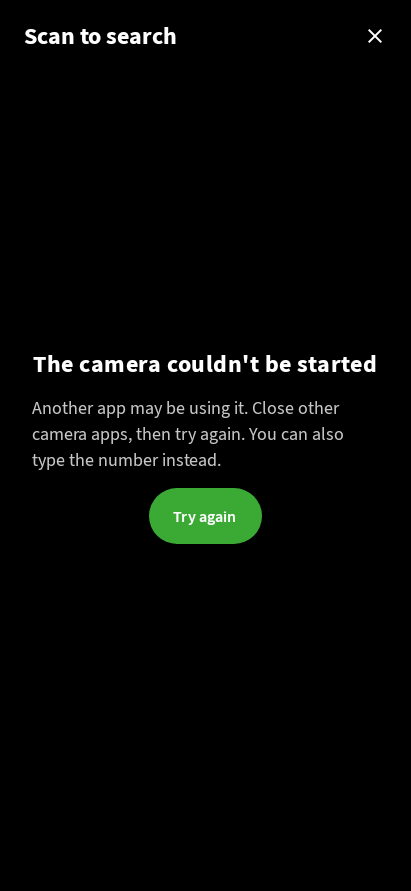 Scan to search
The camera couldn't be started
Another app may be using it. Close other
camera apps, then try again. You can also
type the number instead.
Try again